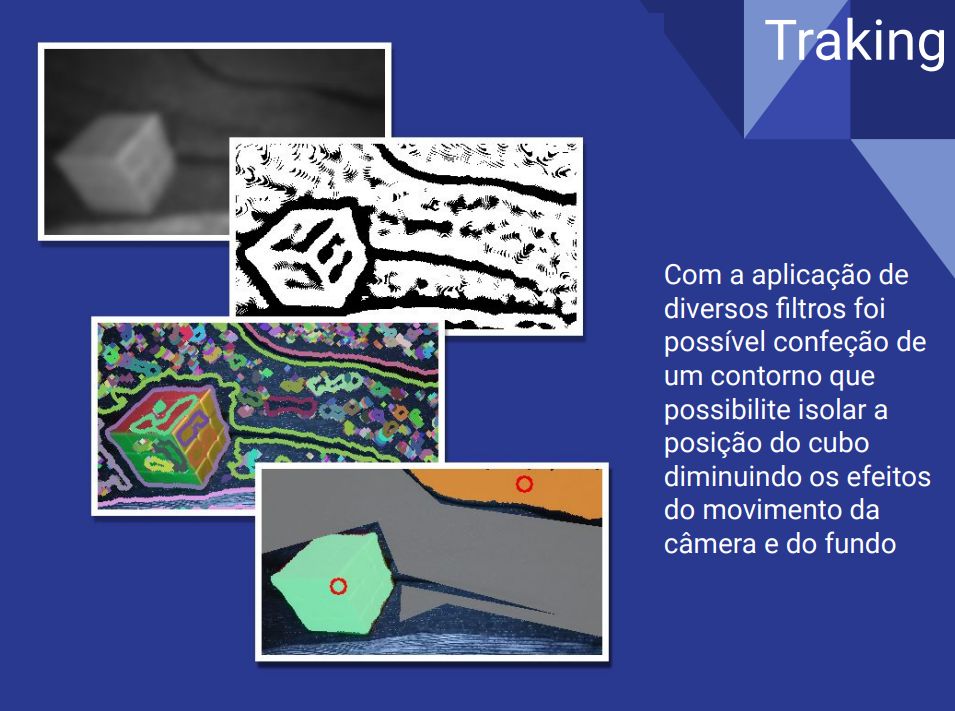 Traking
Com a aplicação de
diversos filtros foi
possível confeção de
um contorno que
possibilite isolar a
posição do cubo
diminuindo os efeitos
do movimento da
câmera e do fundo